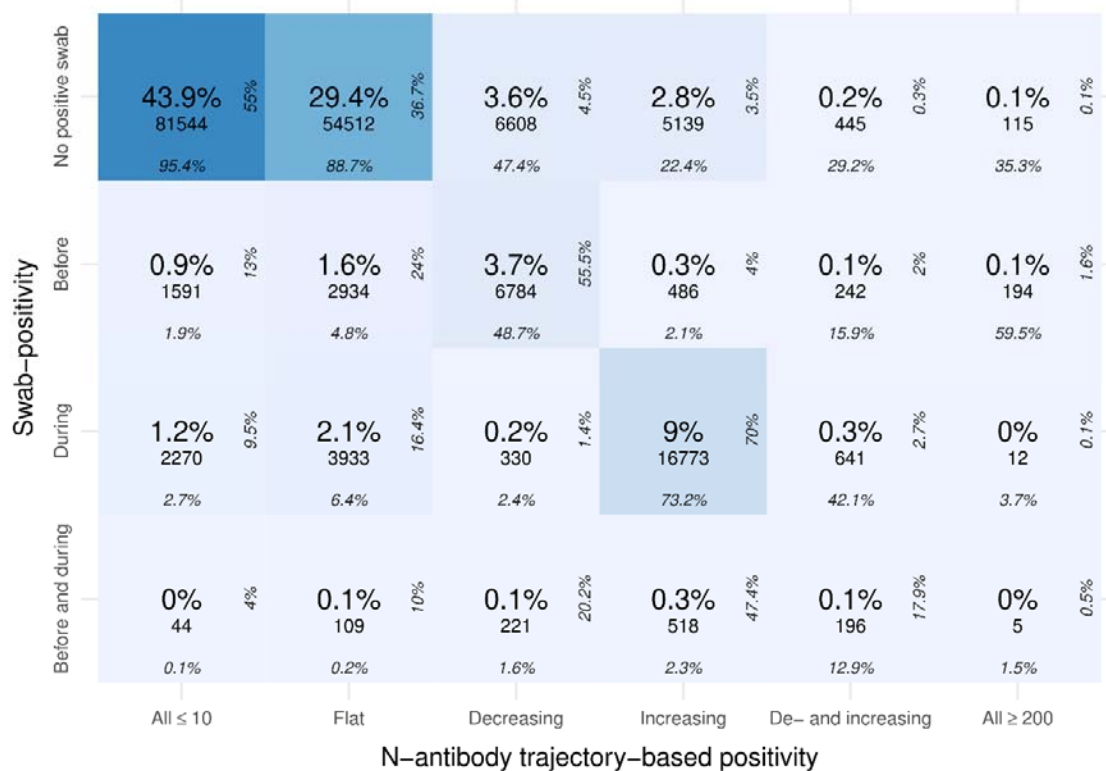 Swab−positivity
No positive swab
43.9% 55% 29.4% 36.7% 3.6% 4.5% 2.8% 3.5% 0.2% 0.3% 0.1% 0.1%
81544 54512 6608 5139 445 115
95.4% 88.7% 47.4% 22.4% 29.2% 35.3%
Before
0.9% 13% 1.6% 24% 3.7% 55.5% 0.3% 4% 0.1% 2% 0.1% 1.6%
1591 2934 6784 486 242 194
1.9% 4.8% 48.7% 2.1% 15.9% 59.5%
During
1.2% 9.5% 2.1% 16.4% 0.2% 1.4% 9% 70% 0.3% 2.7% 0% 0.1%
2270 3933 330 16773 641 12
2.7% 6.4% 2.4% 73.2% 42.1% 3.7%
Before and during
0% 4% 0.1% 10% 0.1% 20.2% 0.3% 47.4% 0.1% 17.9% 0% 0.5%
44 109 221 518 196 5
0.1% 0.2% 1.6% 2.3% 12.9% 1.5%
All ≤ 10 Flat Decreasing Increasing De− and increasing All ≥ 200
N−antibody trajectory−based positivity